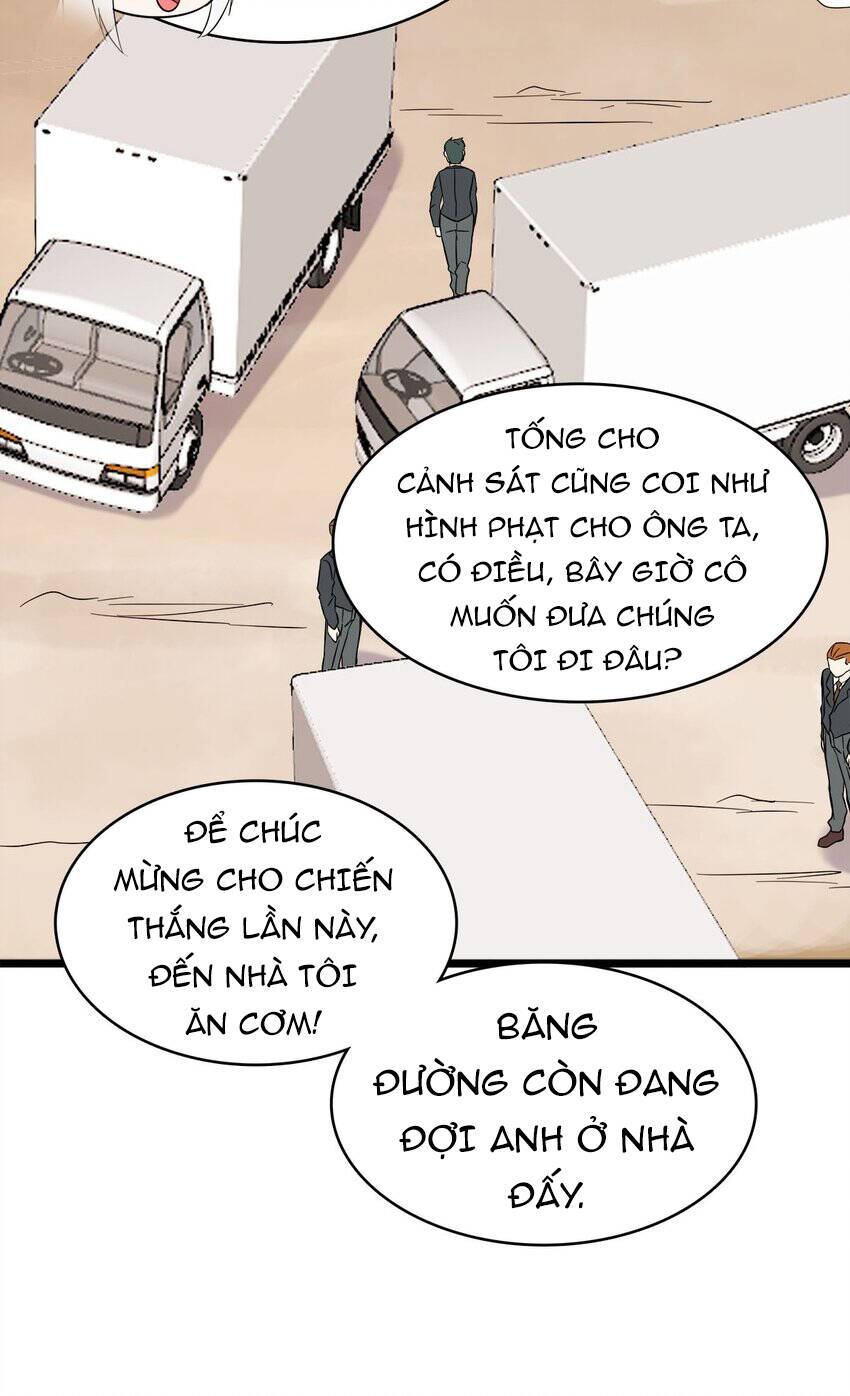 TỐNG CHO
CẢNH SÁT CŨNG COI NHƯ
HÌNH PHẠT CHO ÔNG TA,
CÓ ĐIỀU, BÂY GIỜ CÔ
MUỐN ĐƯA CHÚNG
TÔI ĐI ĐÂU?
ĐỂ CHÚC
MỪNG CHO CHIẾN
THẮNG LẦN NÀY,
ĐẾN NHÀ TÔI
ĂN CƠM!
BĂNG
ĐƯỜNG CÒN ĐANG
ĐỢI ANH Ở NHÀ
ĐẤY.